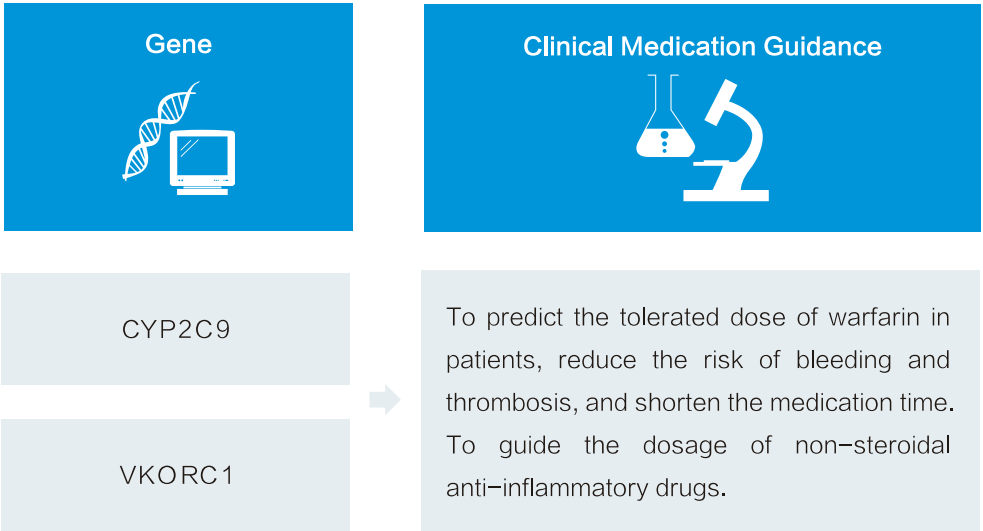 Gene
Clinical Medication Guidance
CYP2C9
VKORC1
To predict the tolerated dose of warfarin in
patients, reduce the risk of bleeding and
thrombosis, and shorten the medication time.
To guide the dosage of non-steroidal
anti-inflammatory drugs.